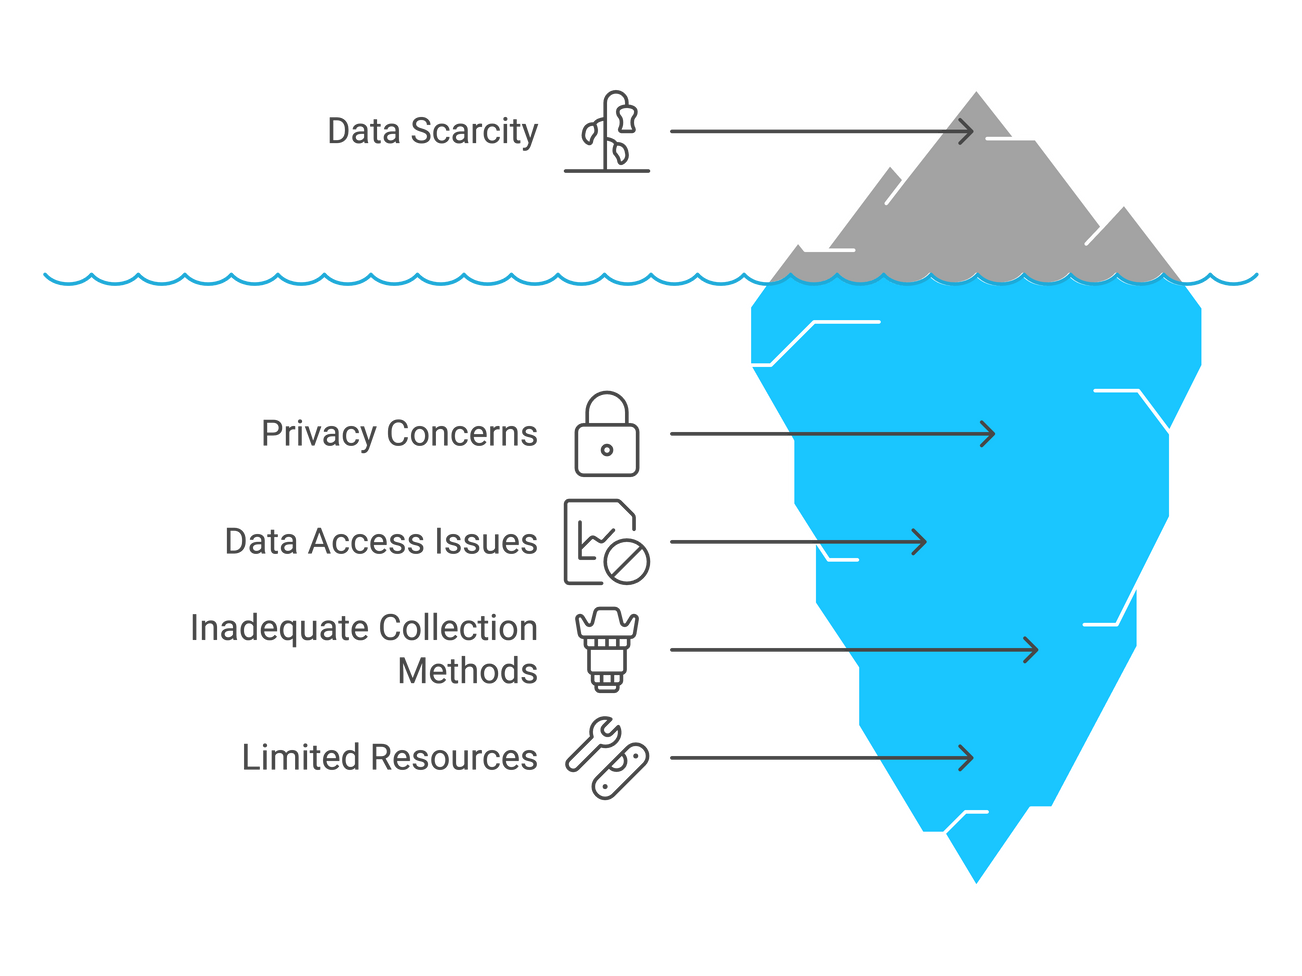 Data Scarcity
Privacy Concerns
Data Access Issues
Inadequate Collection
Methods
Limited Resources